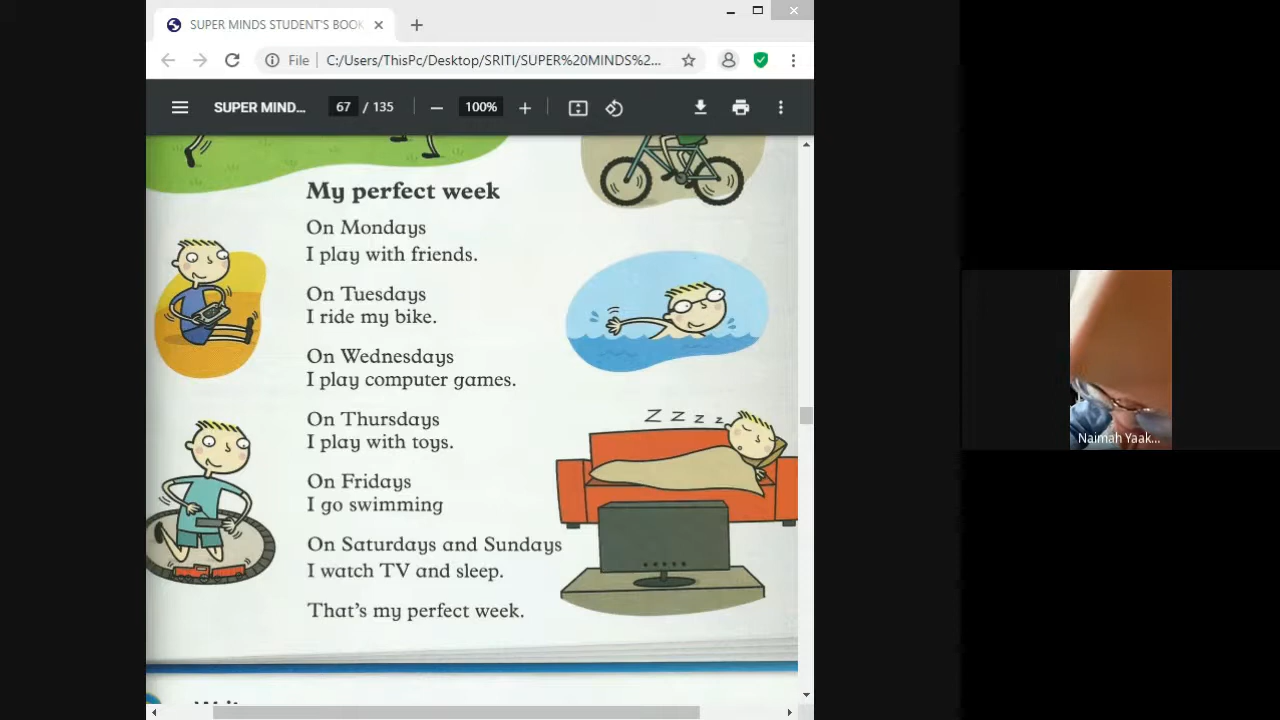 SUPER MINDS STUDENT'S BOOK
File C:/Users/ThisPc/Desktop/SRITI/SUPER%20MINDS%2...
SUPER MIND... 67 / 135 100%
My perfect week
On Mondays
I play with friends.
On Tuesdays
I ride my bike.
On Wednesdays
I play computer games.
On Thursdays
I play with toys.
On Fridays
I go swimming
On Saturdays and Sundays
I watch TV and sleep.
That's my perfect week.
Z Z Z z
Naimah Yaak...